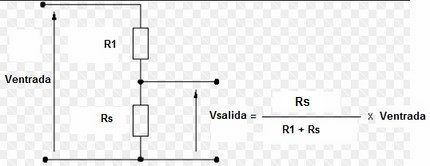 R1
Ventrada
Rs
Vsalida = Rs / R1 + Rs x Ventrada